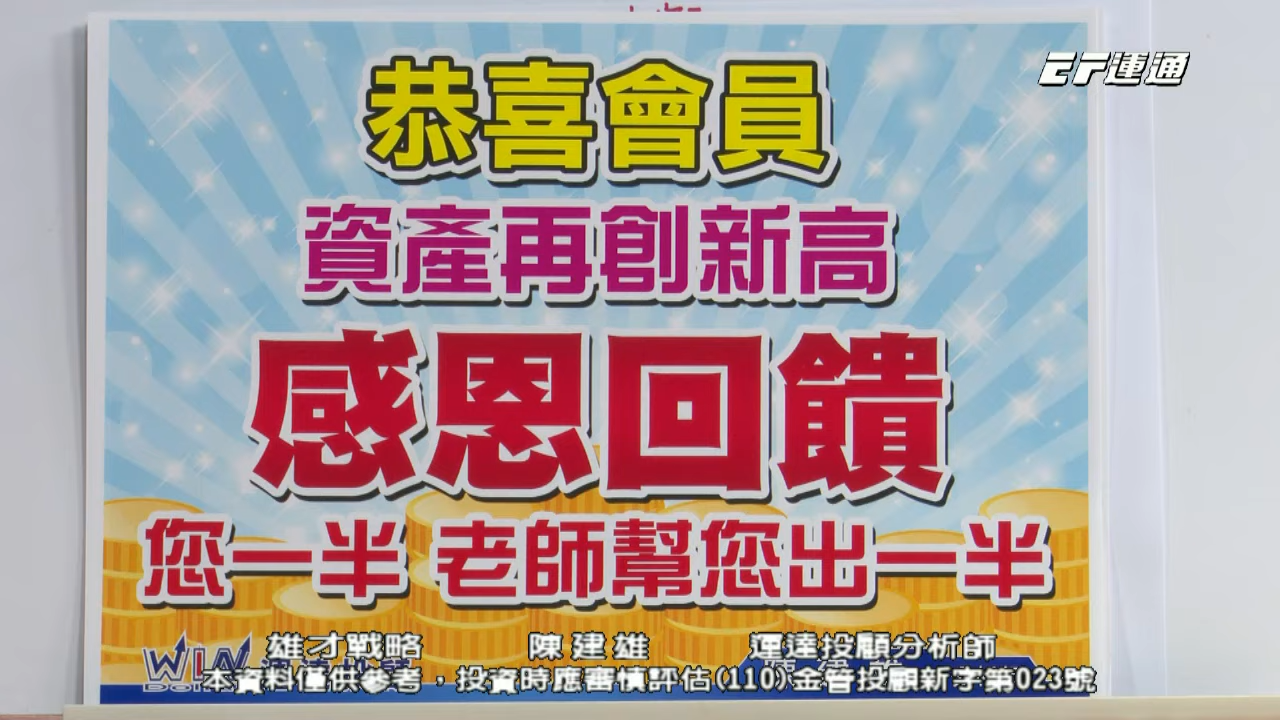 EF運通
恭喜會員
資產再創新高
感恩回饋
您一半 老師幫您出一半
雄才戰略 陳建雄 運達投顧分析師
本資料僅供參考，投資時應審慎評估(110)金管投顧新字第023號